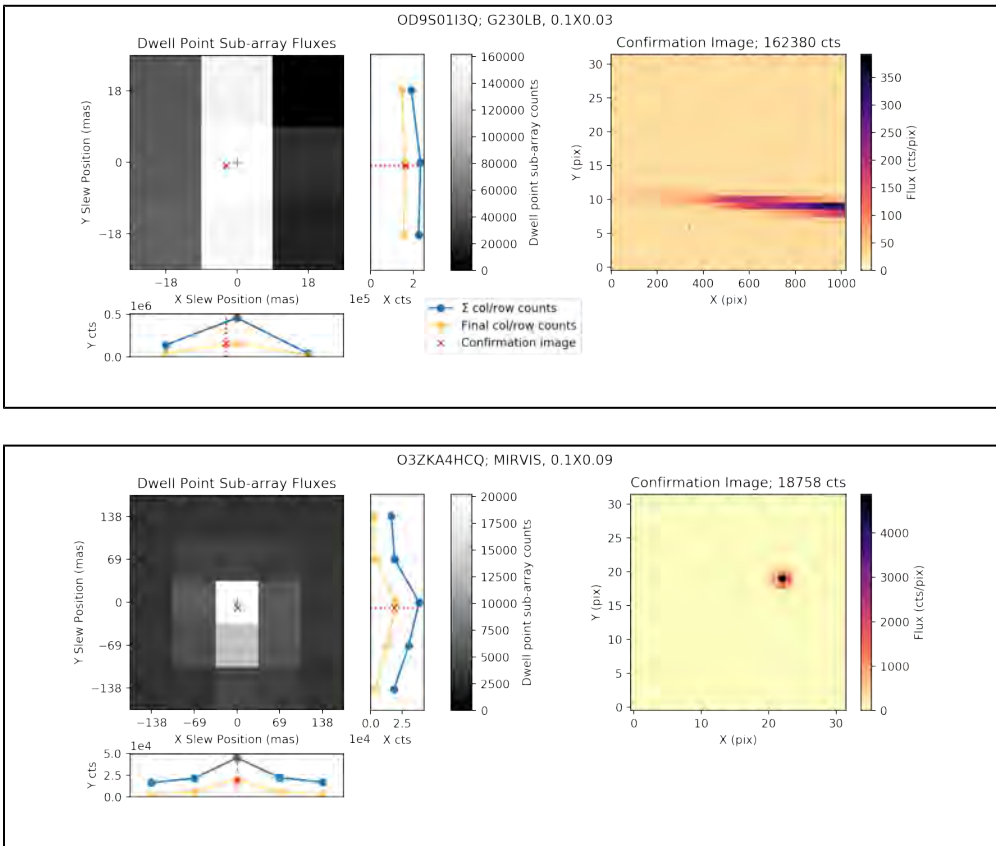 OD9S01I3Q; G230LB, 0.1X0.03
Dwell Point Sub-array Fluxes
Confirmation Image; 162380 cts
Y Slew Position (mas)
18
0
−18
−18 0 18
X Slew Position (mas)
1e6
Y cts
0.5
0.0
0 2
1e5 X cts
160000
140000
120000
100000
80000
60000
40000
20000
0
Dwell point sub-array counts
Σ col/row counts
Final col/row counts
Confirmation image
Y (pix)
30
25
20
15
10
5
0
0 200 400 600 800 1000
X (pix)
350
300
250
200
150
100
50
0
Flux (cts/pix)
O3ZKA4HCQ; MIRVIS, 0.1X0.09
Dwell Point Sub-array Fluxes
Confirmation Image; 18758 cts
Y Slew Position (mas)
138
69
0
−69
−138
−138 −69 0 69 138
X Slew Position (mas)
1e4
Y cts
5.0
2.5
0.0
0.0 2.5
1e4 X cts
20000
17500
15000
12500
10000
7500
5000
2500
0
Dwell point sub-array counts
Y (pix)
30
25
20
15
10
5
0
0 10 20 30
X (pix)
4000
3000
2000
1000
0
Flux (cts/pix)